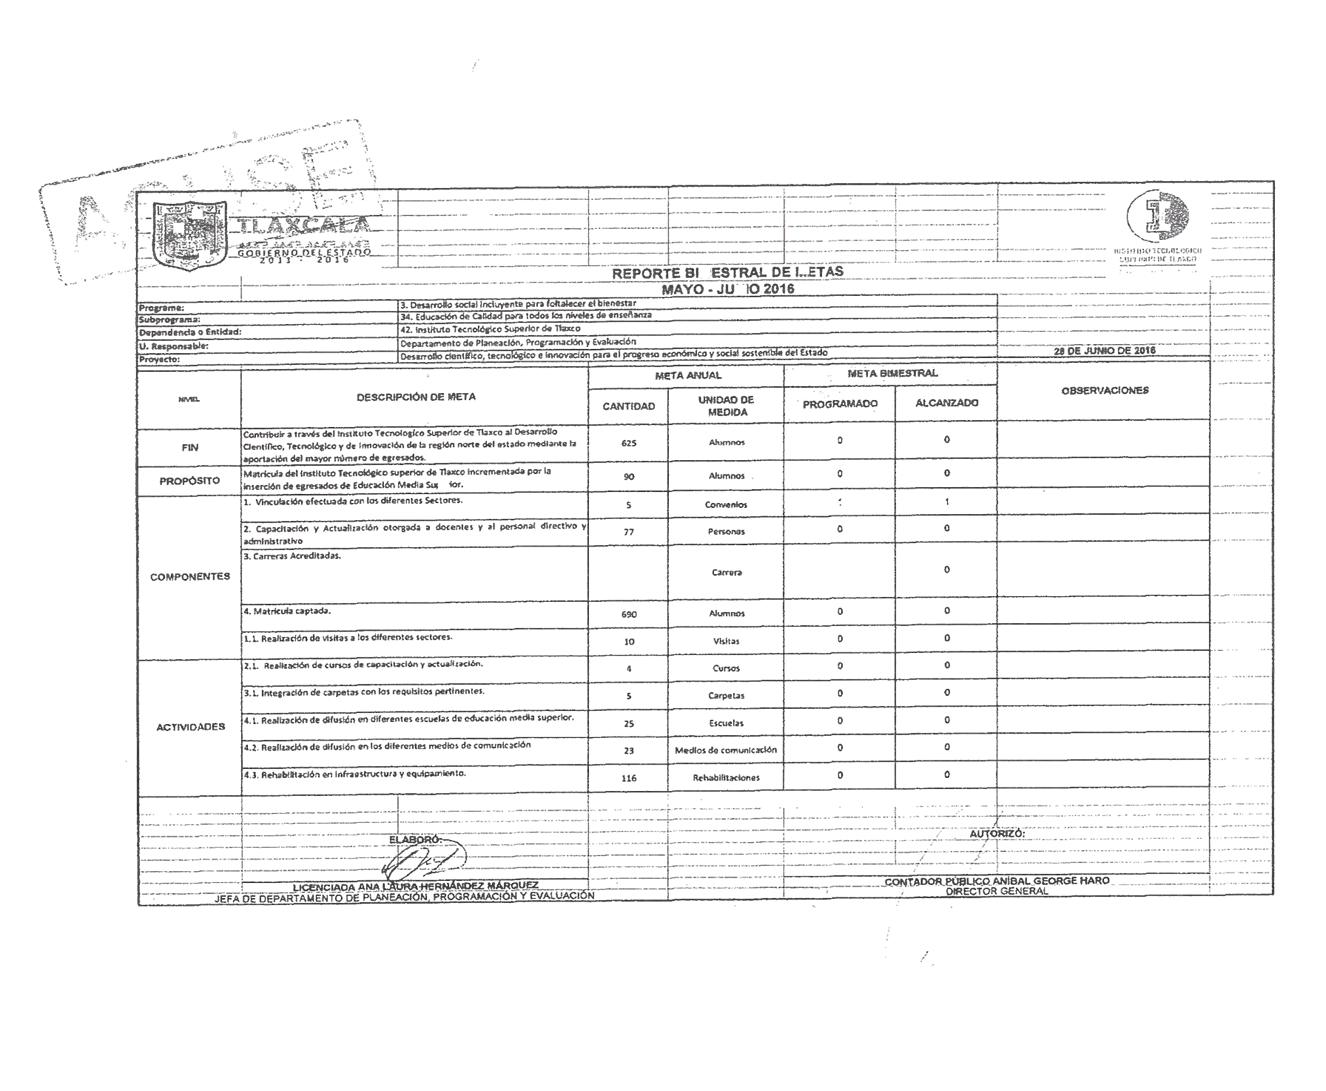 ACUSE
TLAXCALA
GOBIERNO DEL ESTADO
2011 - 2016
INSTITUTO TECNOLÓGICO
SUPERIOR DE TLAXCO
REPORTE BI ESTRAL DE ETAS
MAYO - JU IO 2016
Programa: 3. Desarrollo social incluyente para fortalecer el bienestar
Subprograma: 34. Educación de Calidad para todos los niveles de enseñanza
Dependencia o Entidad: 42. Instituto Tecnológico Superior de Tlaxco
U. Responsable: Departamento de Planeación, Programación y Evaluación
Proyecto: Desarrollo científico, tecnológico e innovación para el progreso económico y social sostenible del Estado
28 DE JUNIO DE 2016
NIVEL DESCRIPCIÓN DE META META ANUAL META BIMESTRAL OBSERVACIONES
CANTIDAD UNIDAD DE MEDIDA PROGRAMADO ALCANZADO
FIN Contribuir a través del Instituto Tecnologíco Superior de Tlaxco al Desarrollo
Científico, Tecnológico y de innovación de la región norte del estado mediante la
aportación del mayor número de egresados. 625 Alumnos 0 0
PROPÓSITO Matrícula del Instituto Tecnológico superior de Tlaxco incrementada por la
inserción de egresados de Educación Media Sup ior. 90 Alumnos 0 0
COMPONENTES
1. Vinculación efectuada con los diferentes Sectores. 5 Convenios 1
2. Capacitación y Actualización otorgada a docentes y al personal directivo y
administrativo 77 Personas 0 0
3. Carreras Acreditadas. Carrera 0
4. Matrícula captada. 690 Alumnos 0 0
1.1. Realización de visitas a los diferentes sectores. 10 Visitas 0 0
ACTIVIDADES
2.1. Realización de cursos de capacitación y actualización. 4 Cursos 0 0
3.1. Integración de carpetas con los requisitos pertinentes. 5 Carpetas 0 0
4.1. Realización de difusión en diferentes escuelas de educación media superior. 25 Escuelas 0 0
4.2. Realización de difusión en los diferentes medios de comunicación 23 Medios de comunicación 0 0
4.3. Rehabilitación en infraestructura y equipamiento. 116 Rehabilitaciones 0 0
ELABORÓ:
LICENCIADA ANA LAURA HERNÁNDEZ MÁRQUEZ
JEFA DE DEPARTAMENTO DE PLANEACIÓN, PROGRAMACIÓN Y EVALUACIÓN
AUTORIZÓ:
CONTADOR PÚBLICO ANÍBAL GEORGE HARO
DIRECTOR GENERAL